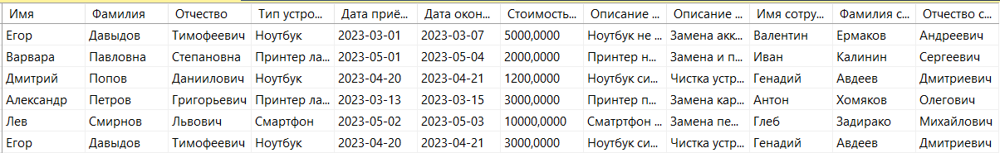 Имя Фамилия Отчество Тип устро... Дата приё... Дата окон... Стоимость... Описание ... Описание ... Имя сотру... Фамилия с... Отчество с...
Егор Давыдов Тимофеевич Ноутбук 2023-03-01 2023-03-07 5000,0000 Ноутбук не ... Замена акк... Валентин Ермаков Андреевич
Варвара Павловна Степановна Принтер ла... 2023-05-01 2023-05-04 2000,0000 Принтер н... Замена и п... Иван Калинин Сергеевич
Дмитрий Попов Даниилович Ноутбук 2023-04-20 2023-04-21 1200,0000 Ноутбук си... Чистка устр... Генадий Авдеев Дмитриевич
Александр Петров Григорьевич Принтер ла... 2023-03-13 2023-03-15 3000,0000 Принтер п... Замена кар... Антон Хомяков Олегович
Лев Смирнов Львович Смартфон 2023-05-02 2023-05-03 10000,0000 Сматртфон ... Замена пе... Глеб Задирако Михайлович
Егор Давыдов Тимофеевич Ноутбук 2023-04-20 2023-04-21 3000,0000 Ноутбук си... Чистка устр... Генадий Авдеев Дмитриевич